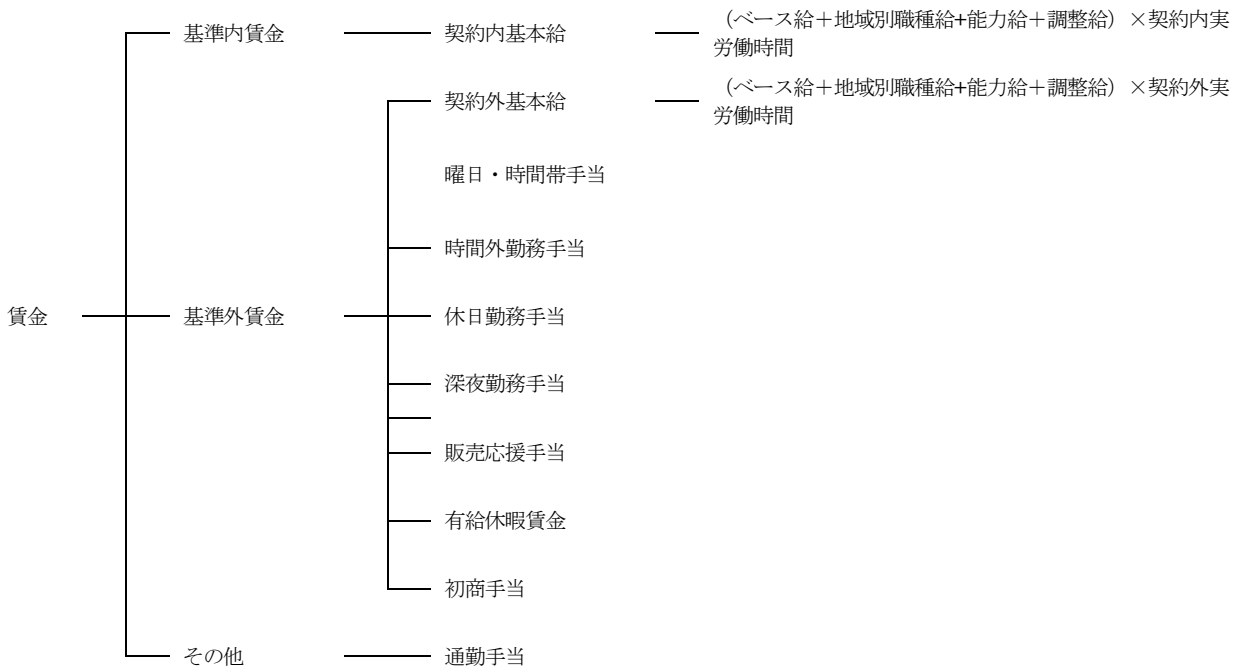 基準内賃金 契約内基本給 (ベース給＋地域別職種給+能力給＋調整給) ×契約内実
労働時間
契約外基本給 (ベース給＋地域別職種給+能力給＋調整給) ×契約外実
労働時間
曜日・時間帯手当
時間外勤務手当
賃金 基準外賃金 休日勤務手当
深夜勤務手当
販売応援手当
有給休暇賃金
初商手当
その他 通勤手当